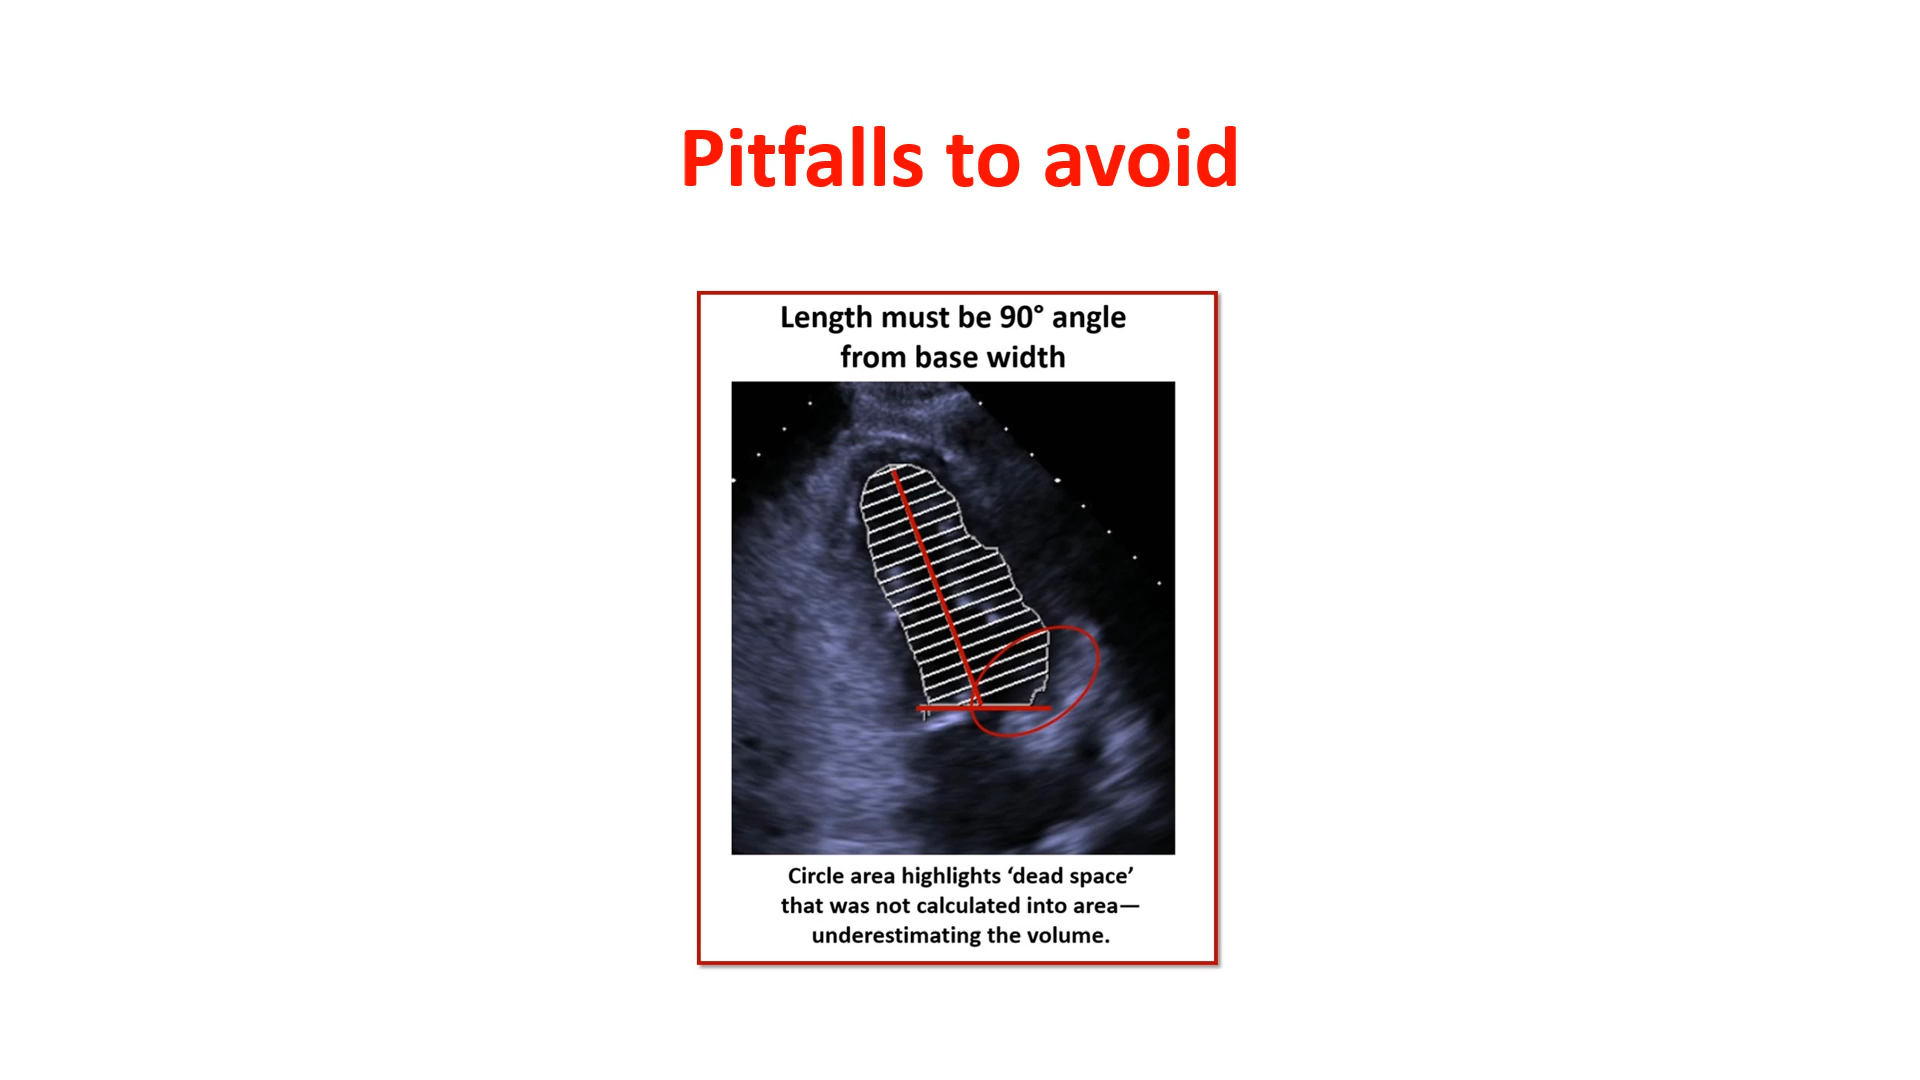 Pitfalls to avoid
Length must be 90° angle
from base width
Circle area highlights ‘dead space’
that was not calculated into area—
underestimating the volume.